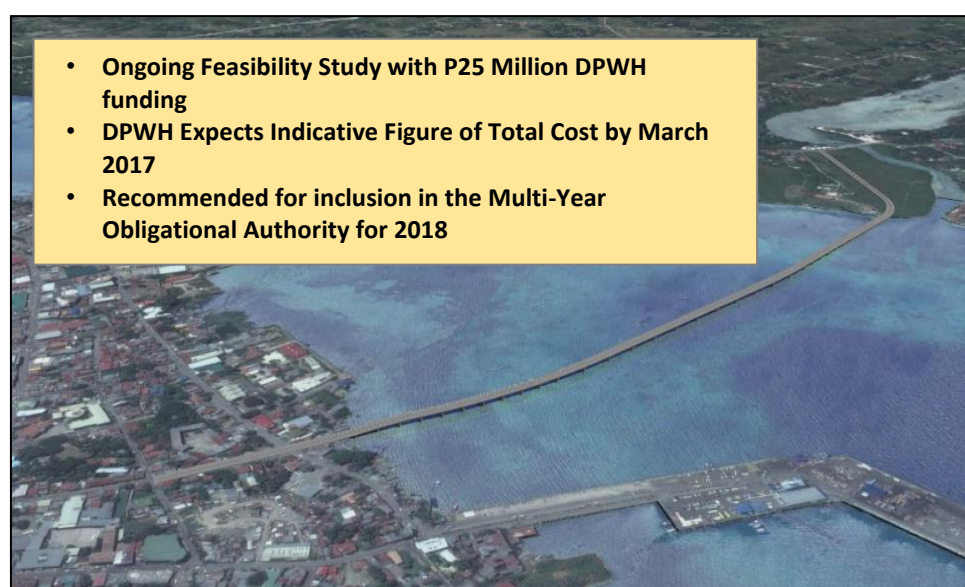 • Ongoing Feasibility Study with P25 Million DPWH
funding
• DPWH Expects Indicative Figure of Total Cost by March
2017
• Recommended for inclusion in the Multi-Year
Obligational Authority for 2018